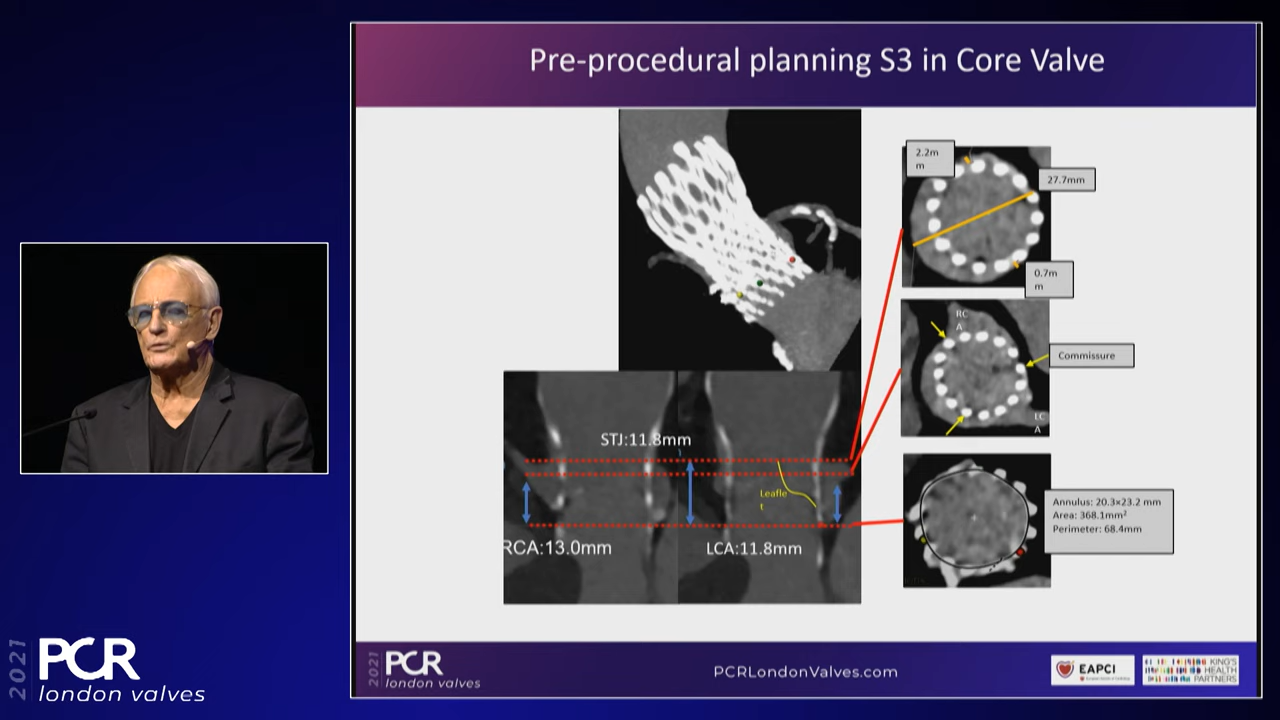 Pre-procedural planning S3 in Core Valve
2.2m
m
27.7mm
0.7m
m
RC
A
Commissure
LC
A
STJ:11.8mm
Leafle
t
RCA:13.0mm
LCA:11.8mm
Annulus: 20.3×23.2 mm
Area: 368.1mm²
Perimeter: 68.4mm
2021
PCR
london valves
2021
PCR
london valves
PCRLondonValves.com
EAPCI
KING'S
HEALTH
PARTNERS